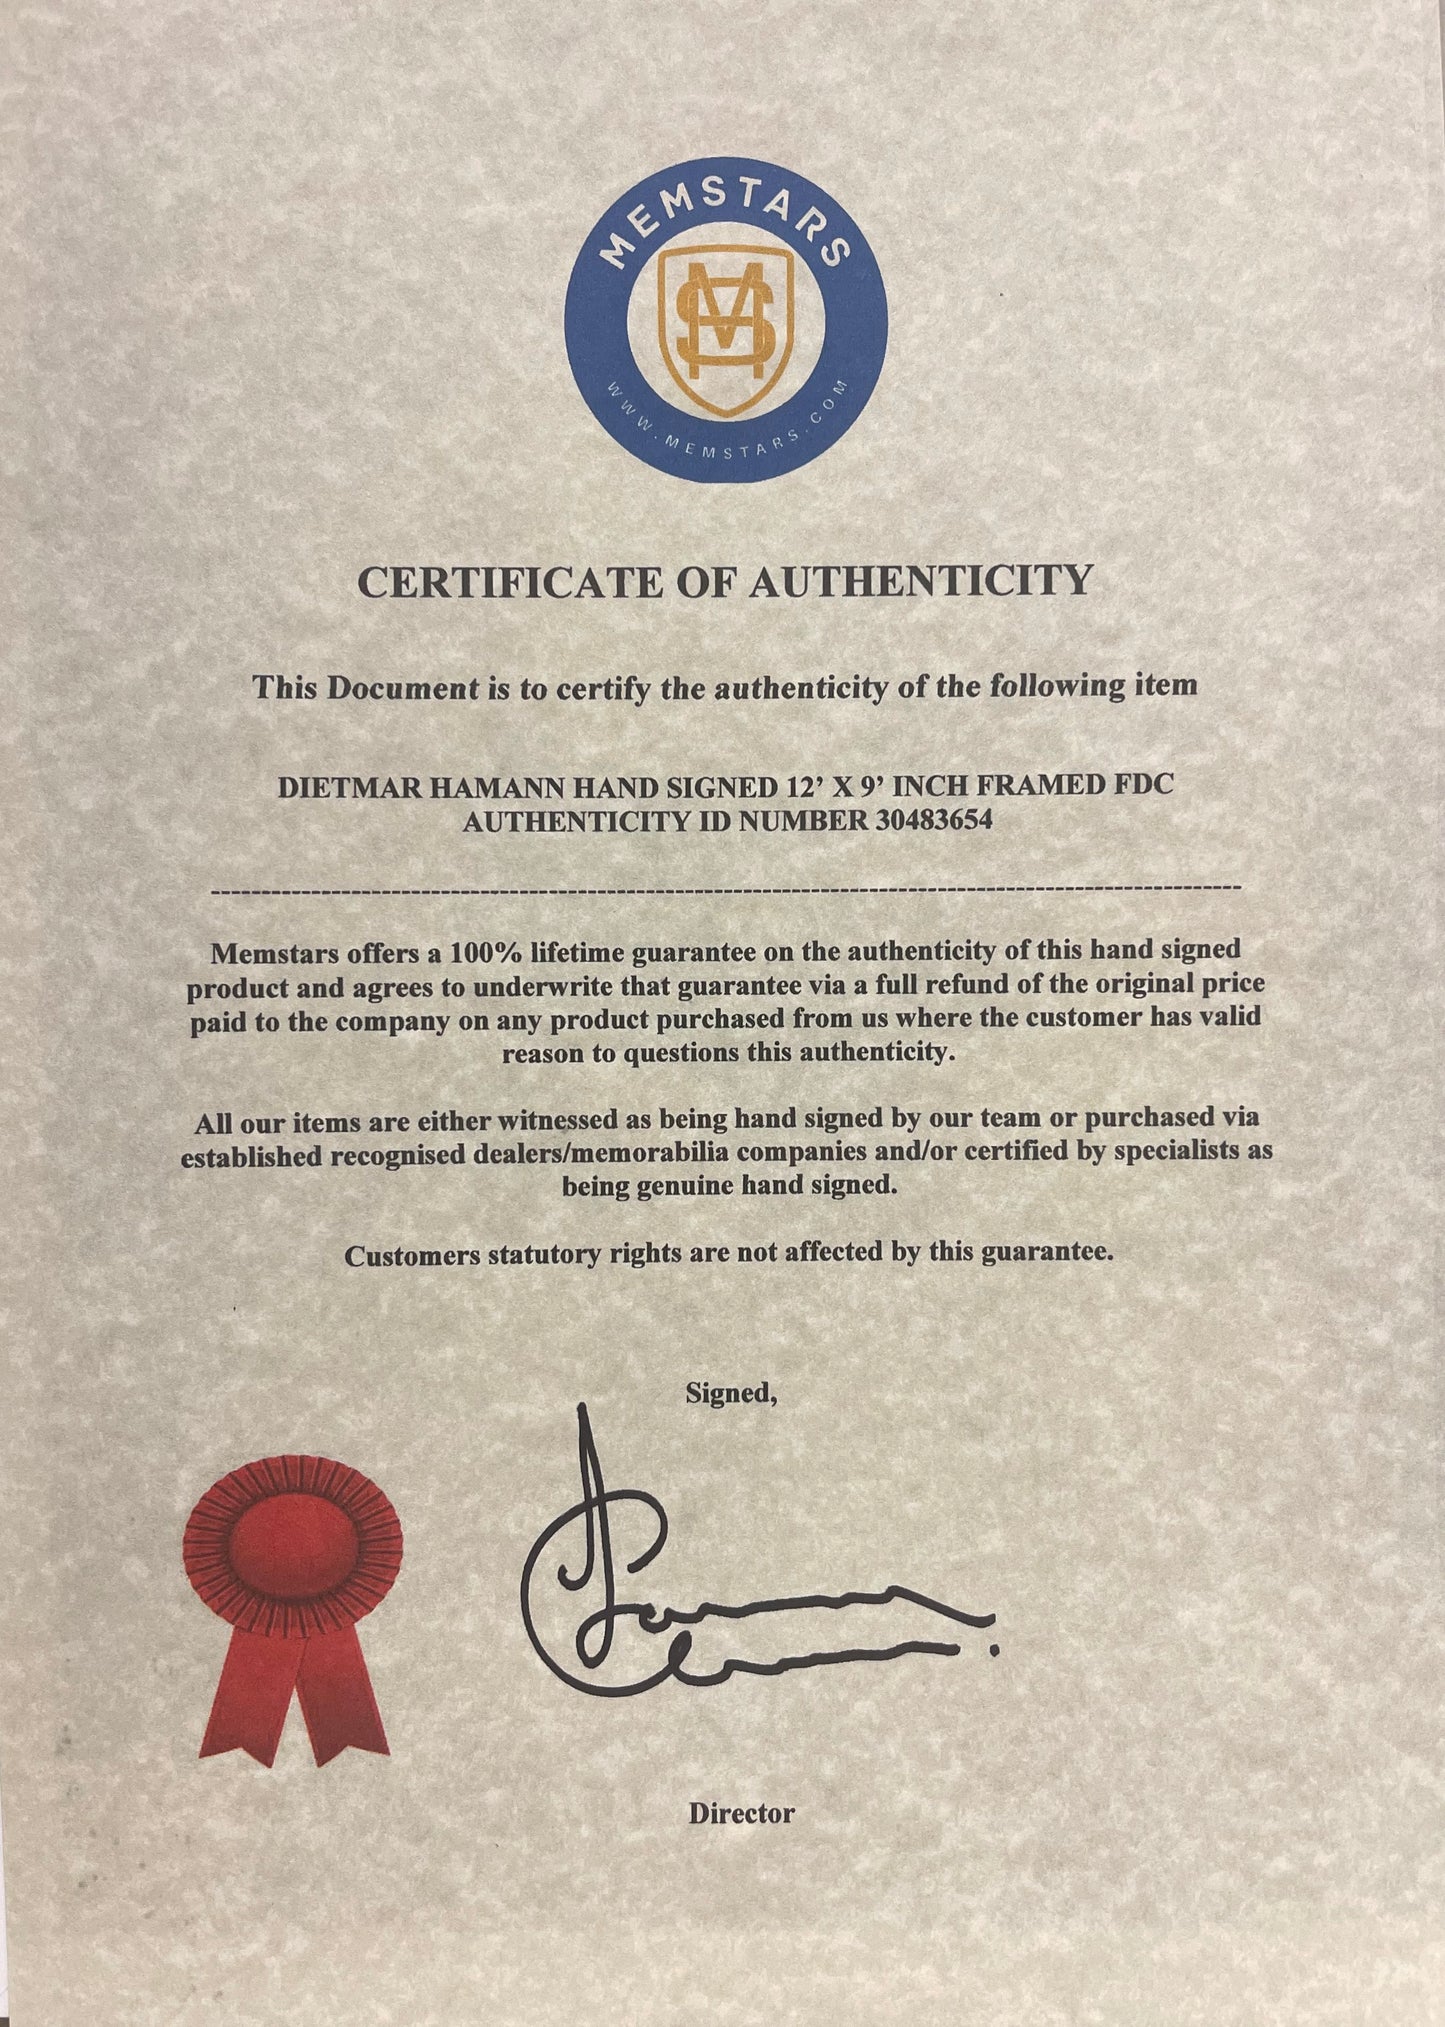 MEMSTARS
WWW.MEMSTARS.COM
CERTIFICATE OF AUTHENTICITY
This Document is to certify the authenticity of the following item
DIETMAR HAMANN HAND SIGNED 12’ X 9’ INCH FRAMED FDC
AUTHENTICITY ID NUMBER 30483654
Memstars offers a 100% lifetime guarantee on the authenticity of this hand signed
product and agrees to underwrite that guarantee via a full refund of the original price
paid to the company on any product purchased from us where the customer has valid
reason to questions this authenticity.
All our items are either witnessed as being hand signed by our team or purchased via
established recognised dealers/memorabilia companies and/or certified by specialists as
being genuine hand signed.
Customers statutory rights are not affected by this guarantee.
Signed,
Director